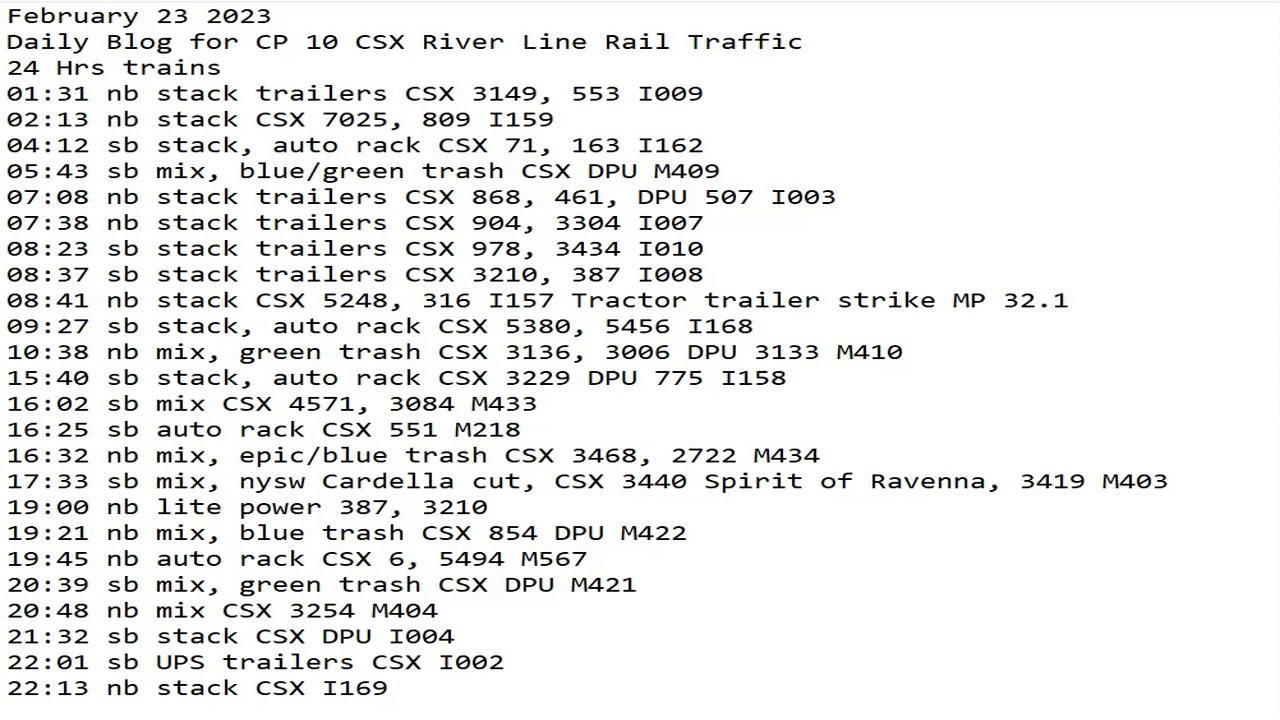 February 23 2023
Daily Blog for CP 10 CSX River Line Rail Traffic
24 Hrs trains
01:31 nb stack trailers CSX 3149, 553 I009
02:13 nb stack CSX 7025, 809 I159
04:12 sb stack, auto rack CSX 71, 163 I162
05:43 sb mix, blue/green trash CSX DPU M409
07:08 nb stack trailers CSX 868, 461, DPU 507 I003
07:38 nb stack trailers CSX 904, 3304 I007
08:23 sb stack trailers CSX 978, 3434 I010
08:37 sb stack trailers CSX 3210, 387 I008
08:41 nb stack CSX 5248, 316 I157 Tractor trailer strike MP 32.1
09:27 sb stack, auto rack CSX 5380, 5456 I168
10:38 nb mix, green trash CSX 3136, 3006 DPU 3133 M410
15:40 sb stack, auto rack CSX 3229 DPU 775 I158
16:02 sb mix CSX 4571, 3084 M433
16:25 sb auto rack CSX 551 M218
16:32 nb mix, epic/blue trash CSX 3468, 2722 M434
17:33 sb mix, nysw Cardella cut, CSX 3440 Spirit of Ravenna, 3419 M403
19:00 nb lite power 387, 3210
19:21 nb mix, blue trash CSX 854 DPU M422
19:45 nb auto rack CSX 6, 5494 M567
20:39 sb mix, green trash CSX DPU M421
20:48 nb mix CSX 3254 M404
21:32 sb stack CSX DPU I004
22:01 sb UPS trailers CSX I002
22:13 nb stack CSX I169